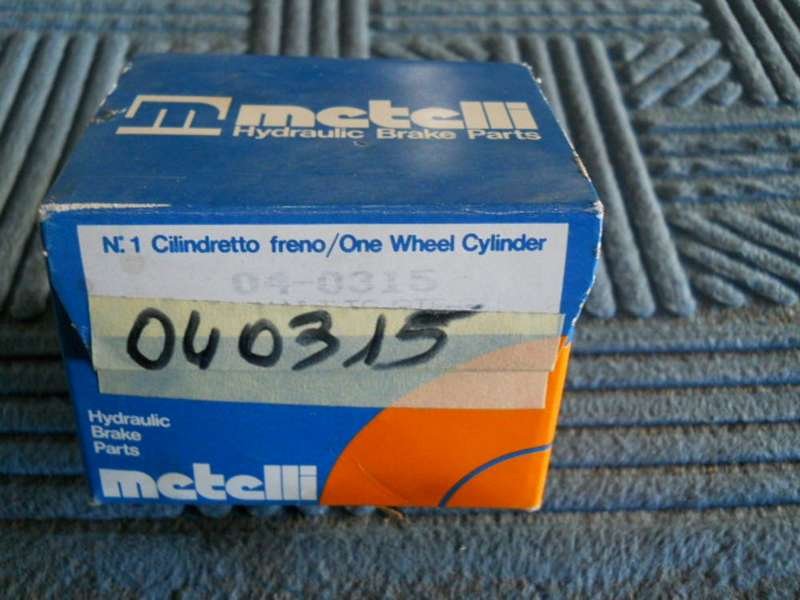 metelli
Hydraulic Brake Parts
N°. 1 Cilindretto freno/One Wheel Cylinder
04-0315
040315
Hydraulic
Brake
Parts
metelli